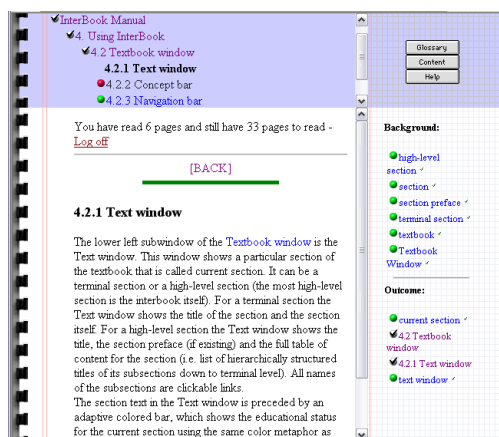 InterBook Manual
4. Using InterBook
4.2 Textbook window
4.2.1 Text window
4.2.2 Concept bar
4.2.3 Navigation bar
Glossary
Content
Help
You have read 6 pages and still have 33 pages to read -
Log off
[BACK]
4.2.1 Text window
The lower left subwindow of the Textbook window is the
Text window. This window shows a particular section of
the textbook that is called current section. It can be a
terminal section or a high-level section (the most high-level
section is the interbook itself). For a terminal section the
Text window shows the title of the section and the section
itself. For a high-level section the Text window shows the
title, the section preface (if existing) and the full table of
content for the section (i.e. list of hierarchically structured
titles of its subsections down to terminal level). All names
of the subsections are clickable links.
The section text in the Text window is preceded by an
adaptive colored bar, which shows the educational status
for the current section using the same color metaphor as
Background:
high-level
section
section
section preface
terminal section
textbook
Textbook
Window
Outcome:
current section
4.2 Textbook
window
4.2.1 Text window
text window